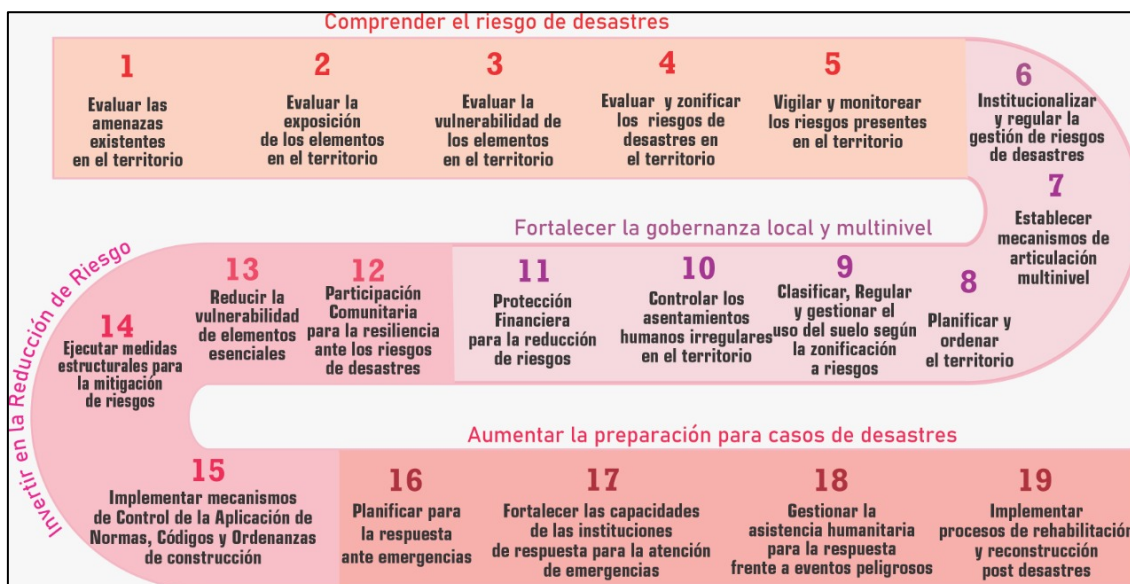 Comprender el riesgo de desastres
1
Evaluar las
amenazas
existentes
en el territorio
2
Evaluar la
exposición
de los elementos
en el territorio
3
Evaluar la
vulnerabilidad de
los elementos
en el territorio
4
Evaluar y zonificar
los riesgos de
desastres en
el territorio
5
Vigilar y monitorear
los riesgos presentes
en el territorio
6
Institucionalizar
y regular la
gestión de riesgos
de desastres
7
Establecer
mecanismos de
articulación
multinivel
Fortalecer la gobernanza local y multinivel
8
Planificar y
ordenar
el territorio
9
Clasificar, Regular
y gestionar el
uso del suelo según
la zonificación
a riesgos
10
Controlar los
asentamientos
humanos irregulares
en el territorio
11
Protección
Financiera
para la reducción
de riesgos
12
Participación
Comunitaria
para la resiliencia
ante los riesgos
de desastres
13
Reducir la
vulnerabilidad
de elementos
esenciales
14
Ejecutar medidas
estructurales para
la mitigación
de riesgos
Invertir en la Reducción de Riesgo
15
Implementar mecanismos
de Control de la Aplicación de
Normas, Códigos y Ordenanzas
de construcción
Aumentar la preparación para casos de desastres
16
Planificar para
la respuesta
ante emergencias
17
Fortalecer las capacidades
de las instituciones
de respuesta para la atención
de emergencias
18
Gestionar la
asistencia humanitaria
para la respuesta
frente a eventos peligrosos
19
Implementar
procesos de rehabilitación
y reconstrucción
post desastres